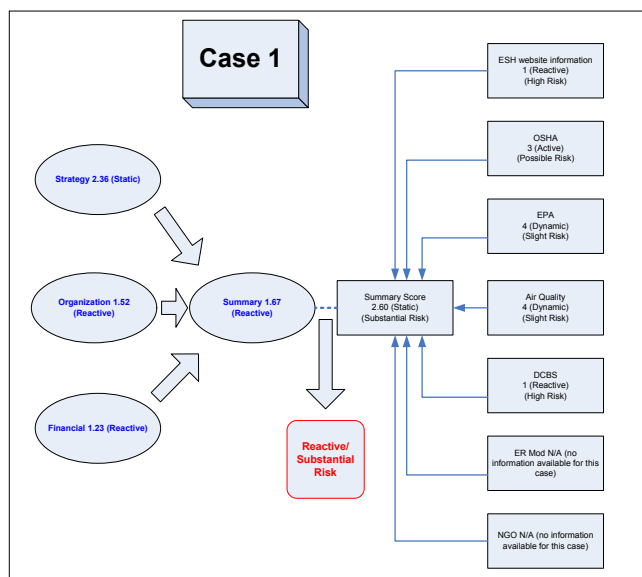 Case 1
ESH website information
1 (Reactive)
(High Risk)
OSHA
3 (Active)
(Possible Risk)
Strategy 2.36 (Static)
EPA
4 (Dynamic)
(Slight Risk)
Organization 1.52
(Reactive)
Summary 1.67
(Reactive)
Summary Score
2.60 (Static)
(Substantial Risk)
Air Quality
4 (Dynamic)
(Slight Risk)
DCBS
1 (Reactive)
(High Risk)
Financial 1.23 (Reactive)
Reactive/
Substantial
Risk
ER Mod N/A (no
information available for this
case)
NGO N/A (no information
available for this case)